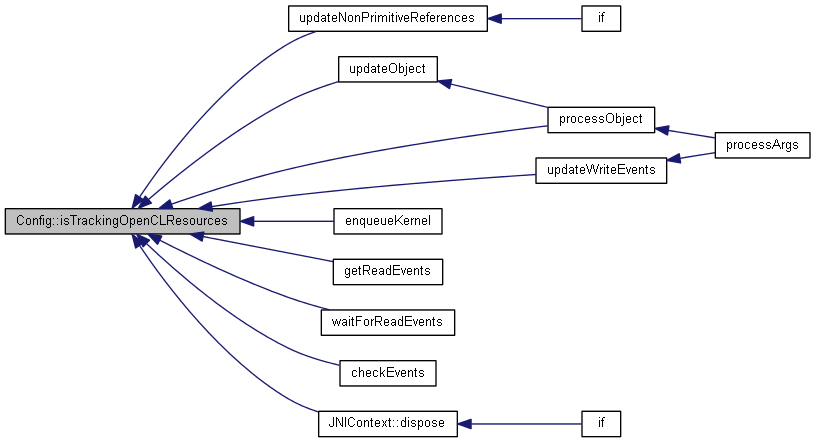 updateNonPrimitiveReferences
if
updateObject
processObject
processArgs
updateWriteEvents
Config::isTrackingOpenCLResources
enqueueKernel
getReadEvents
waitForReadEvents
checkEvents
JNIContext::dispose
if